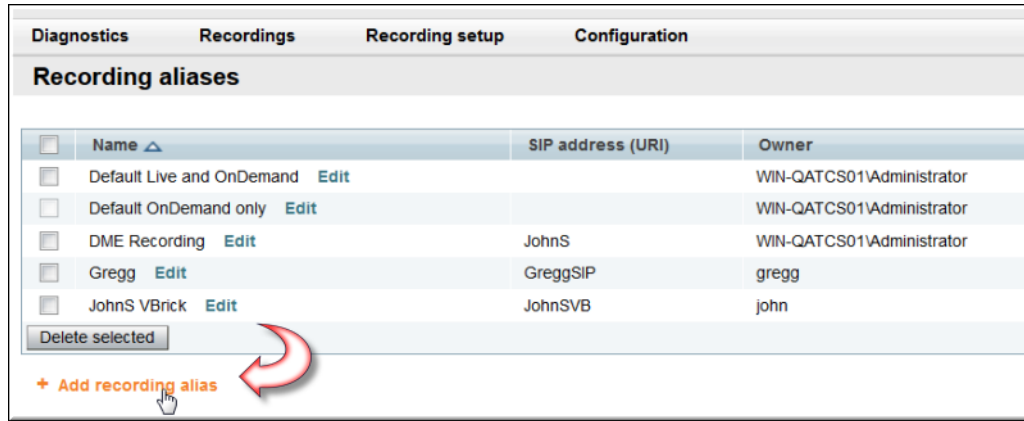 Diagnostics Recordings Recording setup Configuration
Recording aliases
Name SIP address (URI) Owner
Default Live and OnDemand Edit WIN-QATCS01\Administrator
Default OnDemand only Edit WIN-QATCS01\Administrator
DME Recording Edit JohnS WIN-QATCS01\Administrator
Gregg Edit GreggSIP gregg
JohnS VBrick Edit JohnSVB john
Delete selected
+ Add recording alias